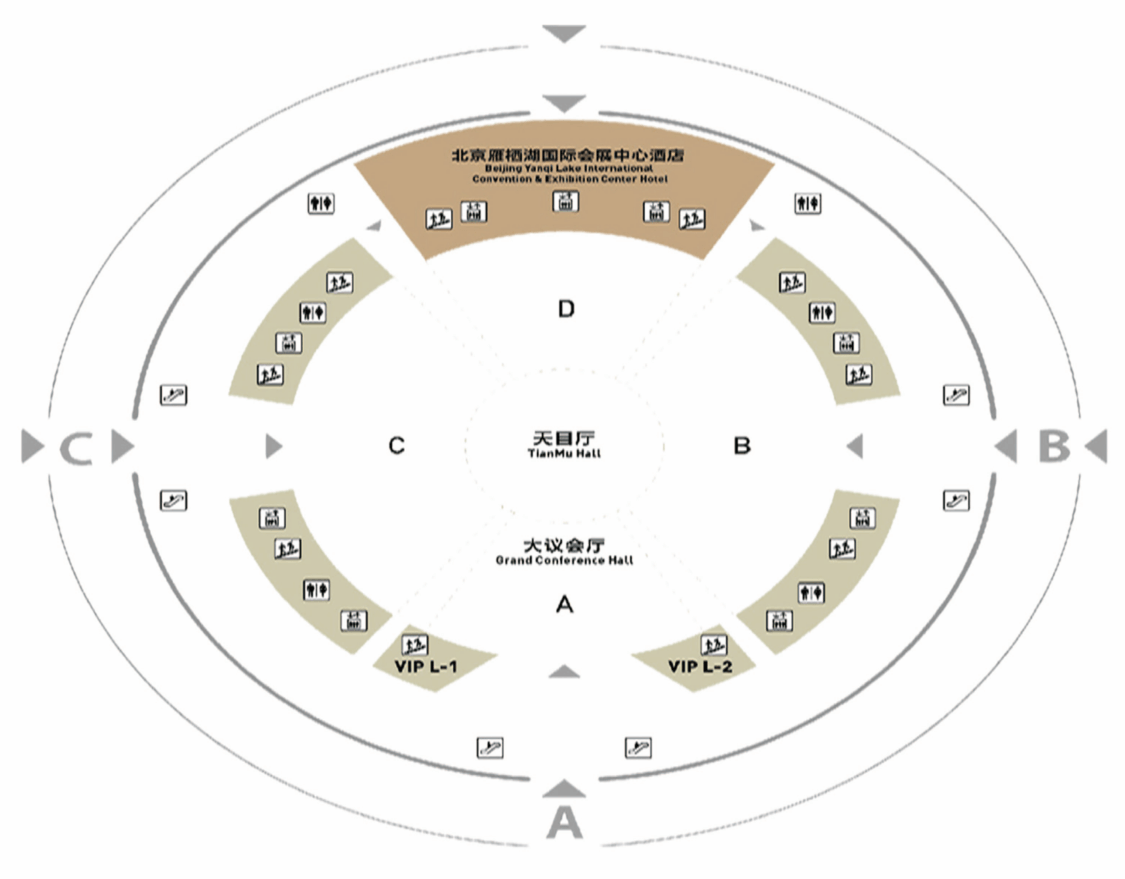 北京雁栖湖国际会展中心酒店
Beijing Yanqi Lake International
Convention & Exhibition Center Hotel
D
C
C
天目厅
TianMu Hall
B
B
大议会厅
Grand Conference Hall
A
VIP L-1
VIP L-2
A